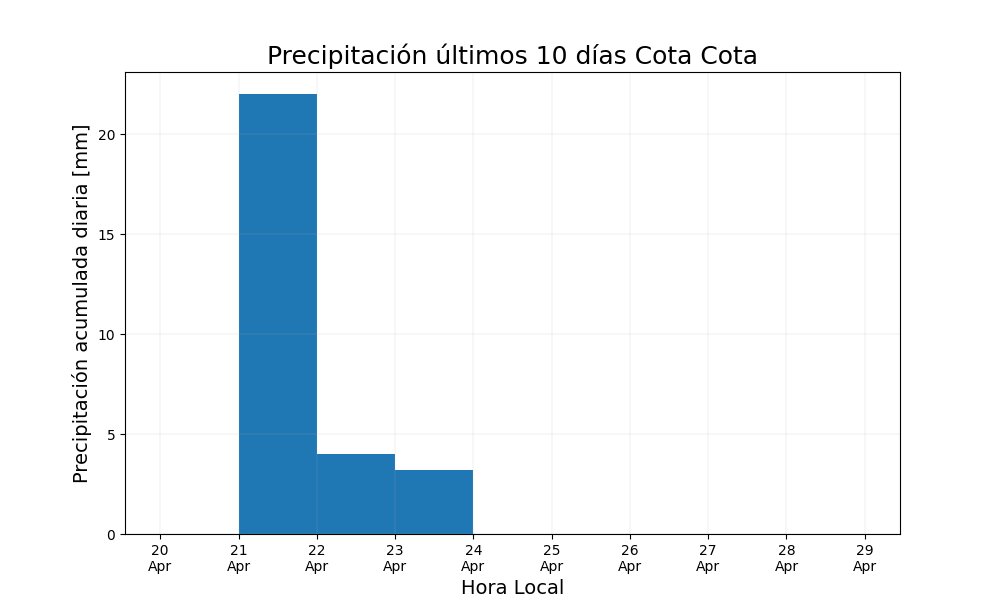 Precipitación últimos 10 días Cota Cota
Precipitación acumulada diaria [mm]
20
15
10
5
0
20 21 22 23 24 25 26 27 28 29
Apr Apr Apr Apr Apr Apr Apr Apr Apr Apr
Hora Local